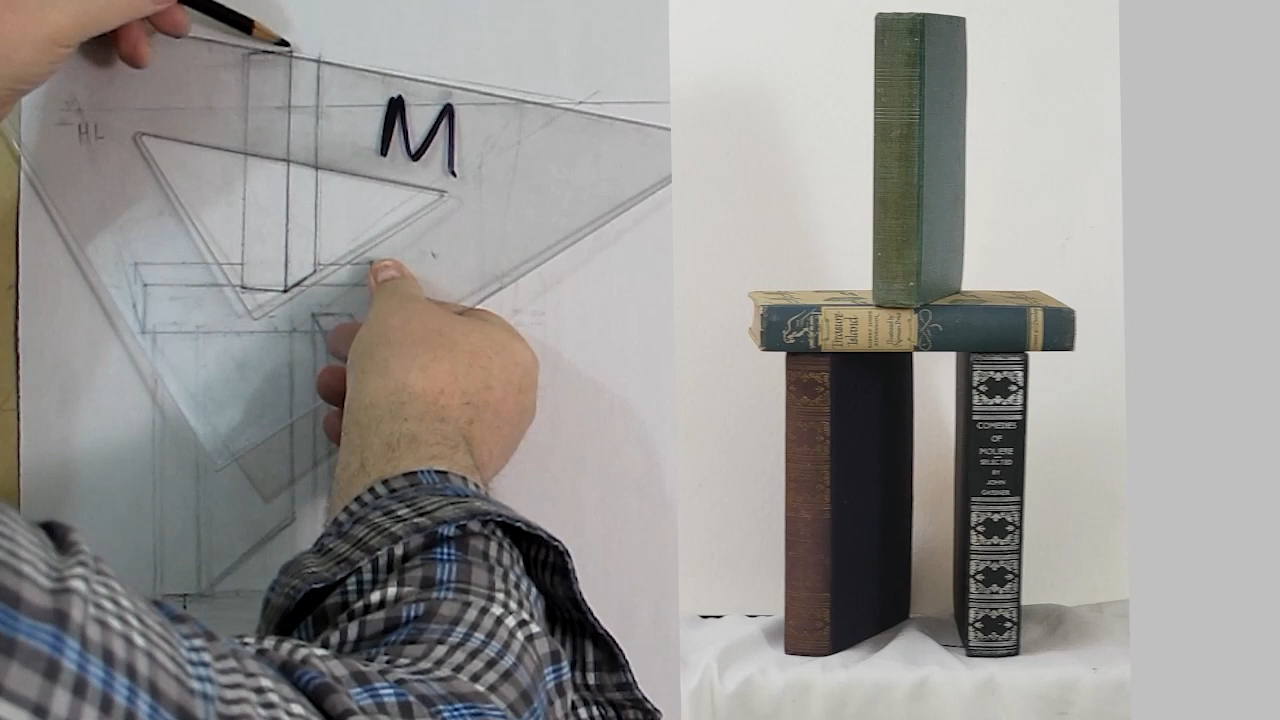 HL
M
Treasure
Island
COMEDIES
OF
MOLIERE
SELECTED
BY
JOHN
GASSNER